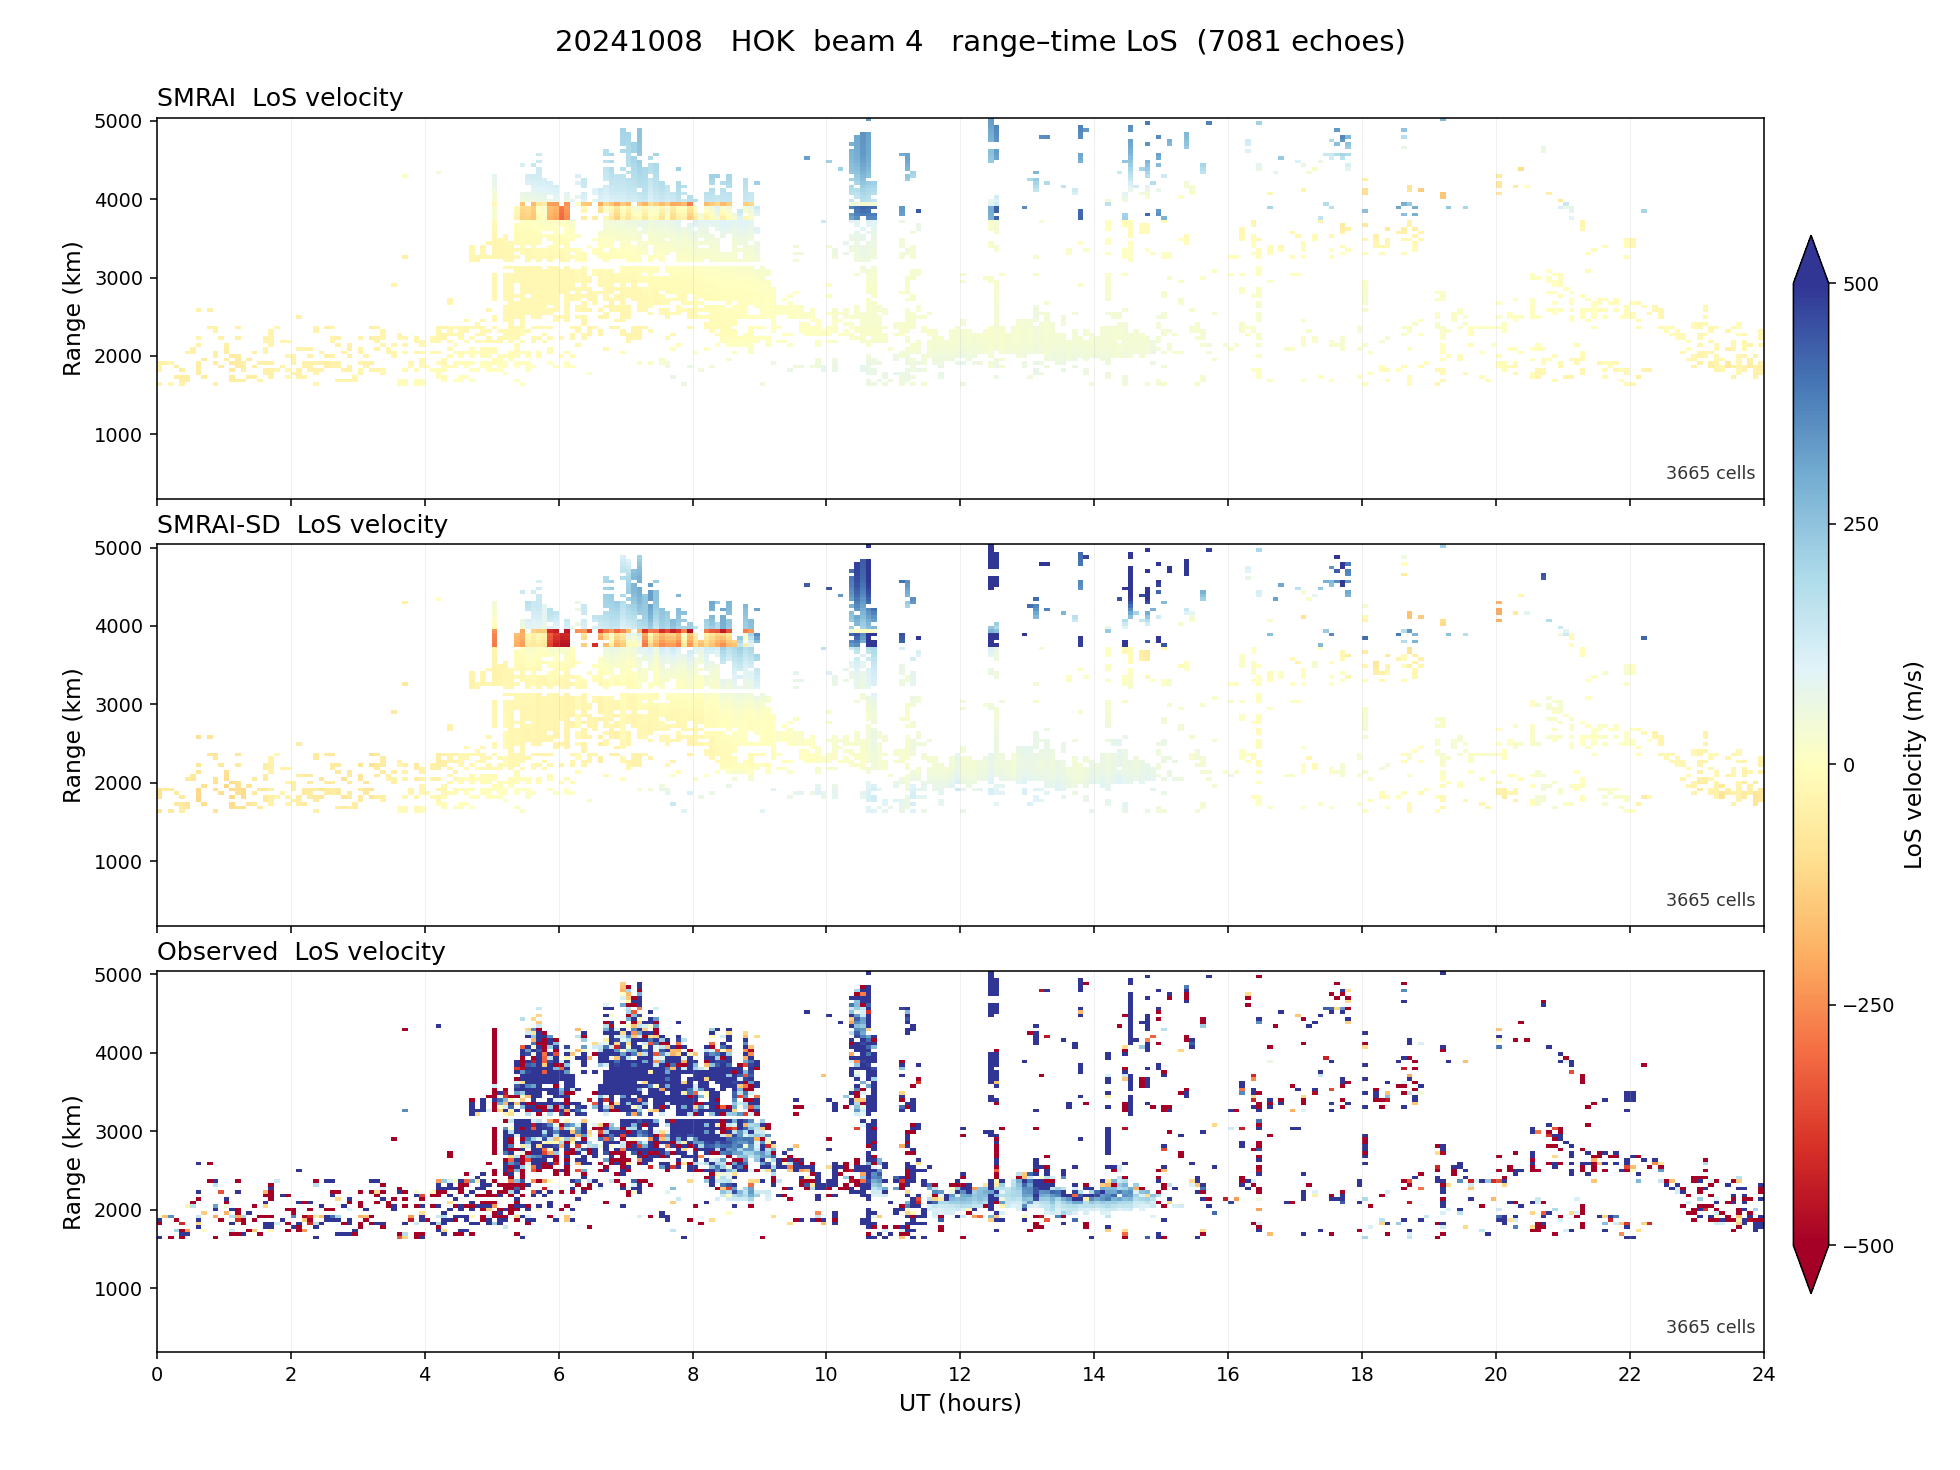 20241008   HOK  beam 4   range–time LoS  (7081 echoes)
SMRAI  LoS velocity
5000
4000
3000
2000
1000
Range (km)
3665 cells
SMRAI-SD  LoS velocity
5000
4000
3000
2000
1000
Range (km)
3665 cells
Observed  LoS velocity
5000
4000
3000
2000
1000
Range (km)
3665 cells
0 2 4 6 8 10 12 14 16 18 20 22 24
UT (hours)
500
250
0
−250
−500
LoS velocity (m/s)